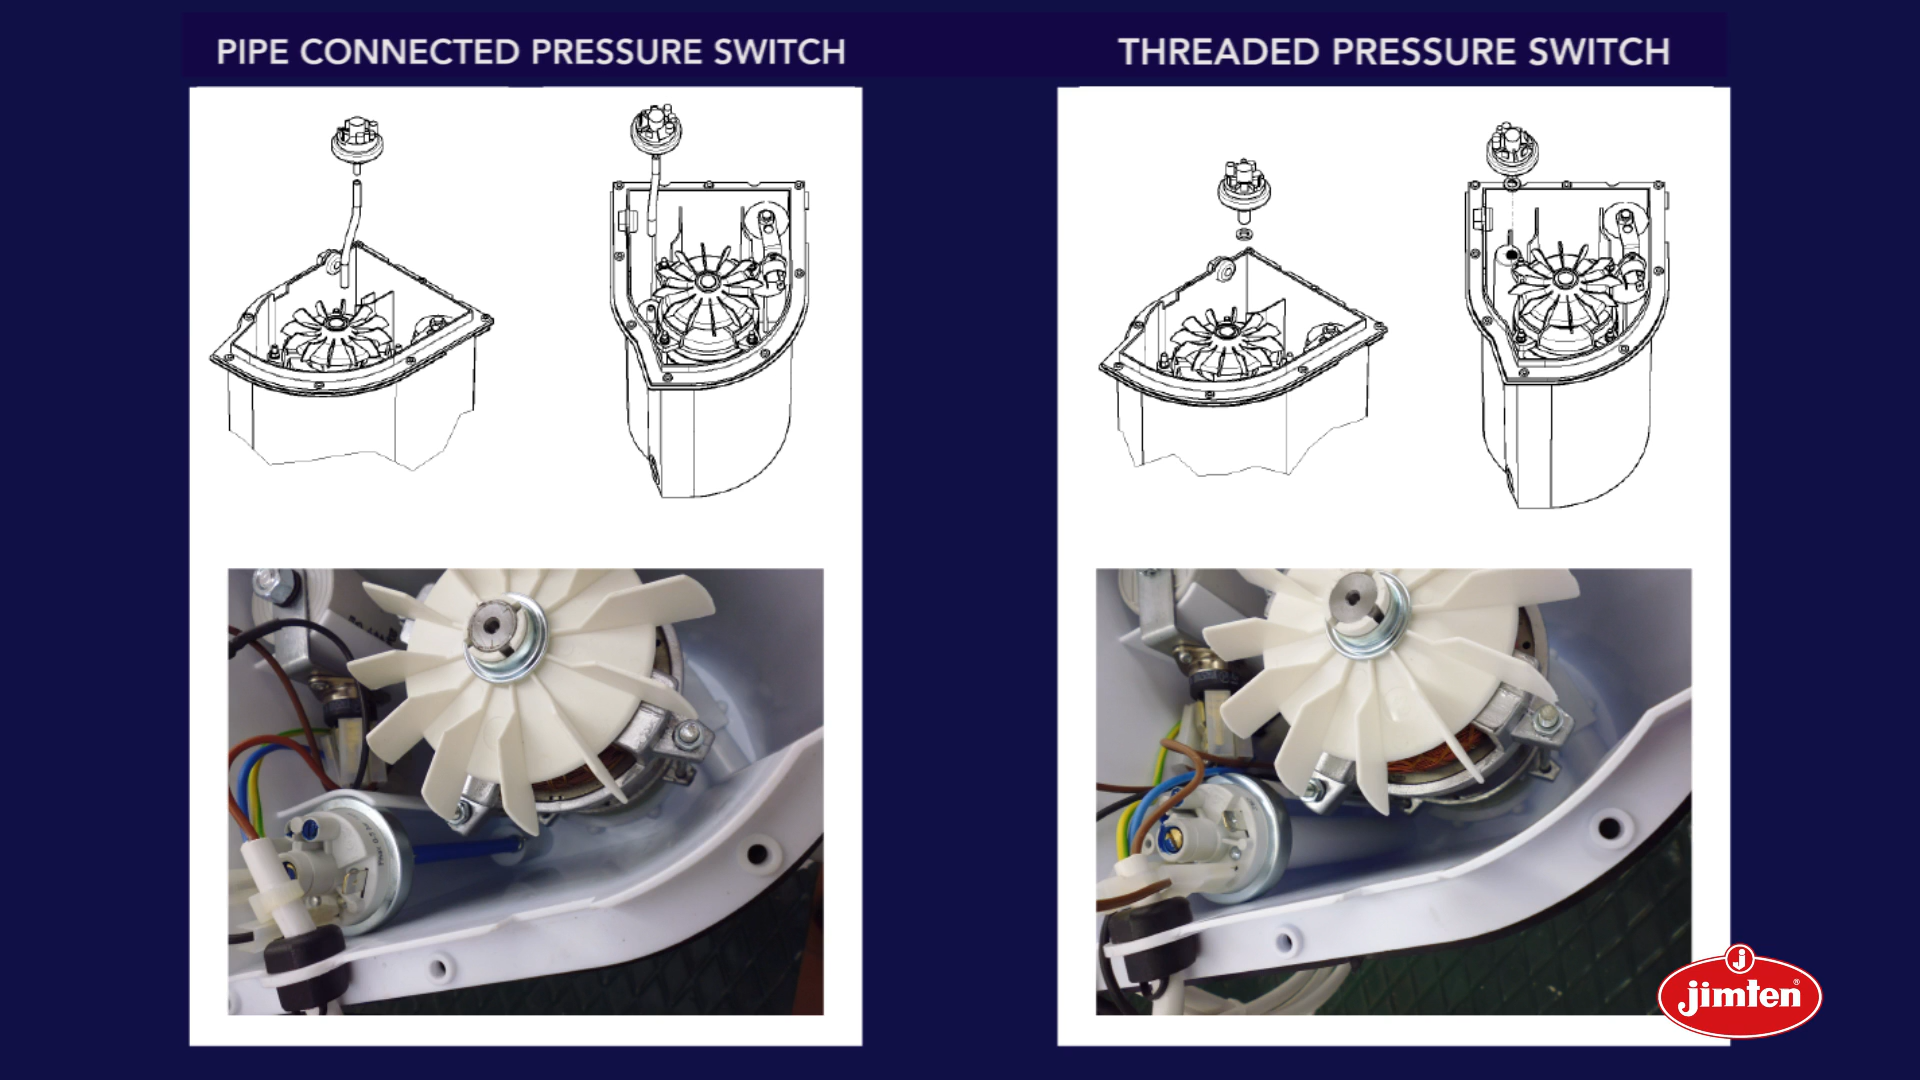 PIPE CONNECTED PRESSURE SWITCH
THREADED PRESSURE SWITCH
j
jimten®